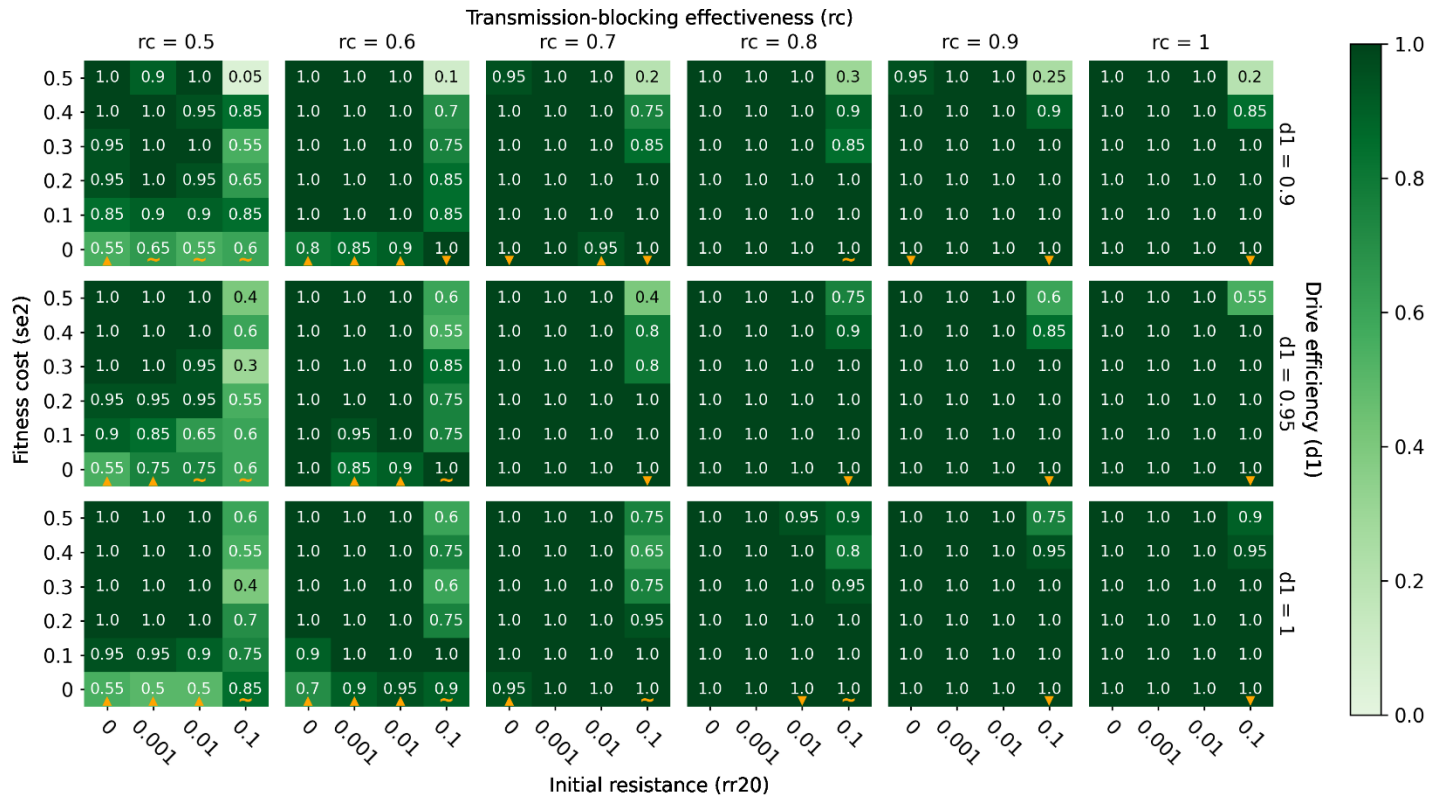 Transmission-blocking effectiveness (rc)
rc = 0.5 rc = 0.6 rc = 0.7 rc = 0.8 rc = 0.9 rc = 1
0.5 1.0 0.9 1.0 0.05 1.0 1.0 1.0 0.1 0.95 1.0 1.0 0.2 1.0 1.0 1.0 0.3 0.95 1.0 1.0 0.25 1.0 1.0 1.0 0.2
0.4 1.0 1.0 0.95 0.85 1.0 1.0 1.0 0.7 1.0 1.0 1.0 0.75 1.0 1.0 1.0 0.9 1.0 1.0 1.0 0.9 1.0 1.0 1.0 0.85
0.3 0.95 1.0 1.0 0.55 1.0 1.0 1.0 0.75 1.0 1.0 1.0 0.85 1.0 1.0 1.0 0.85 1.0 1.0 1.0 1.0 1.0 1.0 1.0 1.0
0.2 0.95 1.0 0.95 0.65 1.0 1.0 1.0 0.85 1.0 1.0 1.0 1.0 1.0 1.0 1.0 1.0 1.0 1.0 1.0 1.0 1.0 1.0 1.0 1.0
0.1 0.85 0.9 0.9 0.85 1.0 1.0 1.0 0.85 1.0 1.0 1.0 1.0 1.0 1.0 1.0 1.0 1.0 1.0 1.0 1.0 1.0 1.0 1.0 1.0
0 0.55 0.65 0.55 0.6 0.8 0.85 0.9 1.0 1.0 1.0 0.95 1.0 1.0 1.0 1.0 1.0 1.0 1.0 1.0 1.0 1.0 1.0 1.0 1.0
▲ ~ ~ ~ ▲ ▲ ▲ ▼ ▼ ▲ ▼ ~ ▼ ▼ ▼
d1 = 0.9
0.5 1.0 1.0 1.0 0.4 1.0 1.0 1.0 0.6 1.0 1.0 1.0 0.4 1.0 1.0 1.0 0.75 1.0 1.0 1.0 0.6 1.0 1.0 1.0 0.55
0.4 1.0 1.0 1.0 0.6 1.0 1.0 1.0 0.55 1.0 1.0 1.0 0.8 1.0 1.0 1.0 0.9 1.0 1.0 1.0 0.85 1.0 1.0 1.0 1.0
0.3 1.0 1.0 0.95 0.3 1.0 1.0 1.0 0.85 1.0 1.0 1.0 0.8 1.0 1.0 1.0 1.0 1.0 1.0 1.0 1.0 1.0 1.0 1.0 1.0
0.2 0.95 0.95 0.95 0.55 1.0 1.0 1.0 0.75 1.0 1.0 1.0 1.0 1.0 1.0 1.0 1.0 1.0 1.0 1.0 1.0 1.0 1.0 1.0 1.0
0.1 0.9 0.85 0.65 0.6 1.0 0.95 1.0 0.75 1.0 1.0 1.0 1.0 1.0 1.0 1.0 1.0 1.0 1.0 1.0 1.0 1.0 1.0 1.0 1.0
0 0.55 0.75 0.75 0.6 1.0 0.85 0.9 1.0 1.0 1.0 1.0 1.0 1.0 1.0 1.0 1.0 1.0 1.0 1.0 1.0 1.0 1.0 1.0 1.0
▲ ▲ ~ ~ ▲ ▲ ~ ▼ ▼ ▼ ▼
d1 = 0.95
0.5 1.0 1.0 1.0 0.6 1.0 1.0 1.0 0.6 1.0 1.0 1.0 0.75 1.0 1.0 0.95 0.9 1.0 1.0 1.0 0.75 1.0 1.0 1.0 0.9
0.4 1.0 1.0 1.0 0.55 1.0 1.0 1.0 0.75 1.0 1.0 1.0 0.65 1.0 1.0 1.0 0.8 1.0 1.0 1.0 0.95 1.0 1.0 1.0 0.95
0.3 1.0 1.0 1.0 0.4 1.0 1.0 1.0 0.6 1.0 1.0 1.0 0.75 1.0 1.0 1.0 0.95 1.0 1.0 1.0 1.0 1.0 1.0 1.0 1.0
0.2 1.0 1.0 1.0 0.7 1.0 1.0 1.0 0.75 1.0 1.0 1.0 0.95 1.0 1.0 1.0 1.0 1.0 1.0 1.0 1.0 1.0 1.0 1.0 1.0
0.1 0.95 0.95 0.9 0.75 0.9 1.0 1.0 1.0 1.0 1.0 1.0 1.0 1.0 1.0 1.0 1.0 1.0 1.0 1.0 1.0 1.0 1.0 1.0 1.0
0 0.55 0.5 0.5 0.85 0.7 0.9 0.95 0.9 0.95 1.0 1.0 1.0 1.0 1.0 1.0 1.0 1.0 1.0 1.0 1.0 1.0 1.0 1.0 1.0
▲ ▲ ▲ ~ ▲ ▲ ▲ ~ ▲ ~ ▼ ~ ▼ ▼
d1 = 1
0 0.001 0.01 0.1 0 0.001 0.01 0.1 0 0.001 0.01 0.1 0 0.001 0.01 0.1 0 0.001 0.01 0.1 0 0.001 0.01 0.1
Initial resistance (rr20)
Fitness cost (se2)
Drive efficiency (d1)
1.0
0.8
0.6
0.4
0.2
0.0